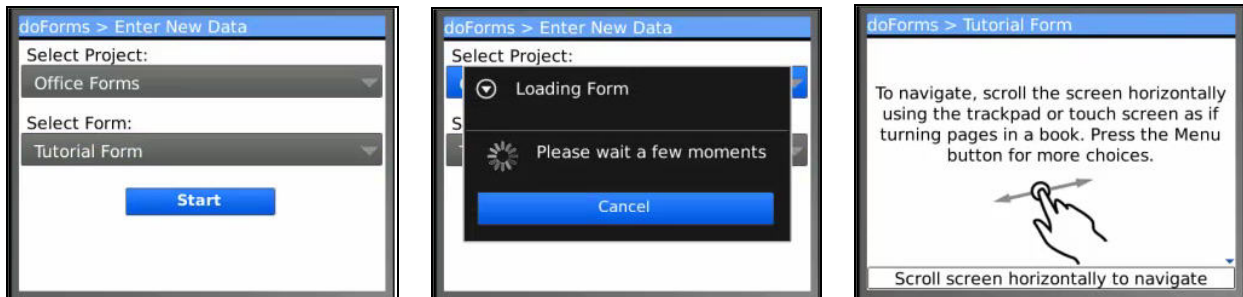 doForms > Enter New Data
Select Project:
Office Forms
Select Form:
Tutorial Form
Start
doForms > Enter New Data
Select Project:
Loading Form
S
Please wait a few moments
Cancel
doForms > Tutorial Form
To navigate, scroll the screen horizontally
using the trackpad or touch screen as if
turning pages in a book. Press the Menu
button for more choices.
Scroll screen horizontally to navigate